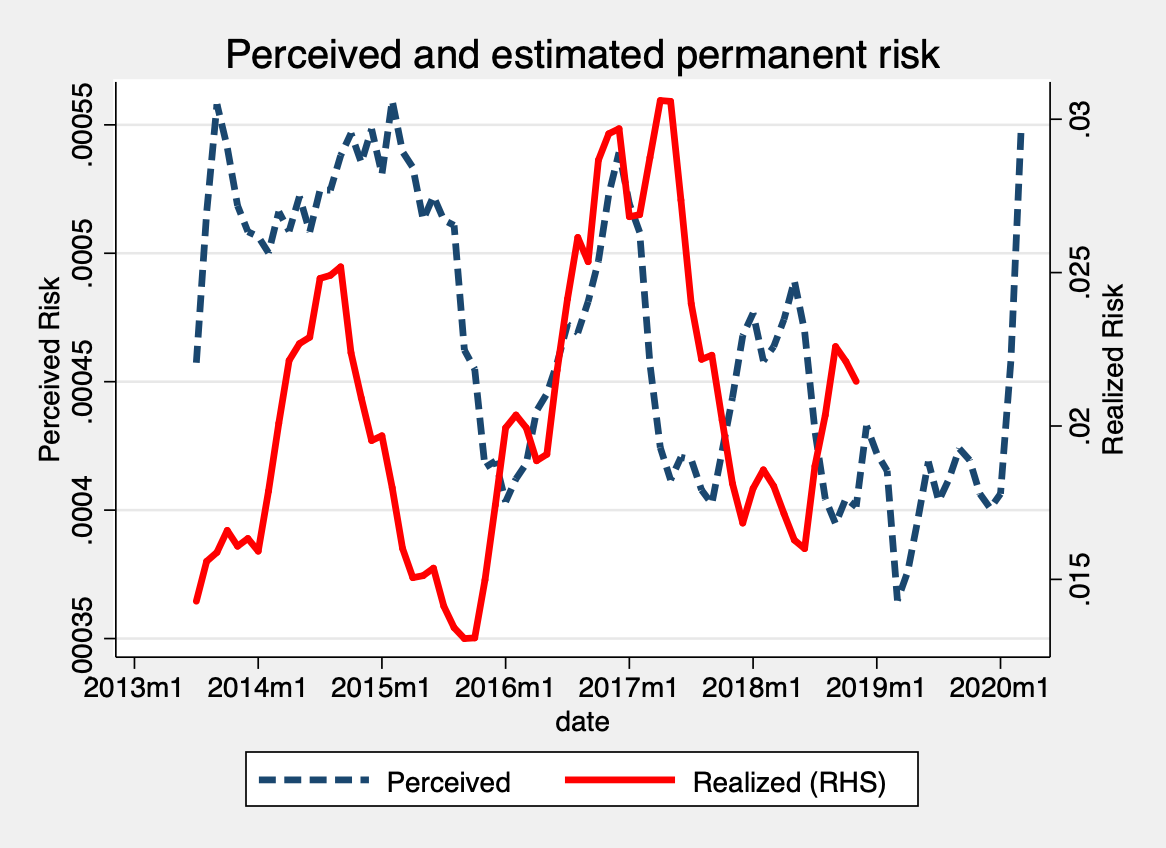 Perceived and estimated permanent risk
Perceived Risk
.00055
.0005
.00045
.0004
.00035
.03
.025
.02
.015
Realized Risk
2013m1 2014m1 2015m1 2016m1 2017m1 2018m1 2019m1 2020m1
date
Perceived Realized (RHS)